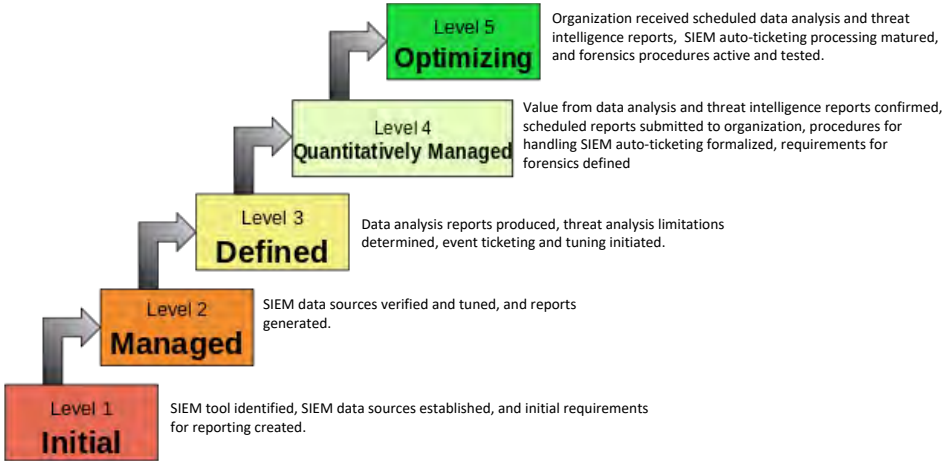 Level 5
Optimizing
Organization received scheduled data analysis and threat
intelligence reports, SIEM auto-ticketing processing matured,
and forensics procedures active and tested.
Level 4
Quantitatively Managed
Value from data analysis and threat intelligence reports confirmed,
scheduled reports submitted to organization, procedures for
handling SIEM auto-ticketing formalized, requirements for
forensics defined
Level 3
Defined
Data analysis reports produced, threat analysis limitations
determined, event ticketing and tuning initiated.
Level 2
Managed
SIEM data sources verified and tuned, and reports
generated.
Level 1
Initial
SIEM tool identified, SIEM data sources established, and initial requirements
for reporting created.